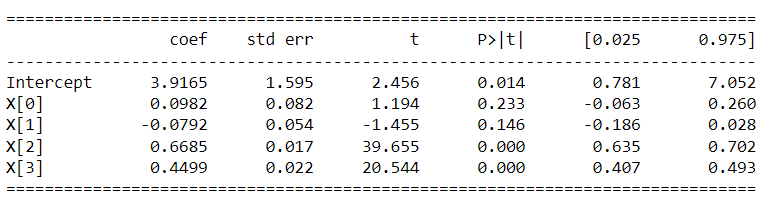 ==============================================================================
                 coef    std err          t      P>|t|      [0.025      0.975]
------------------------------------------------------------------------------
Intercept      3.9165      1.595      2.456      0.014       0.781       7.052
X[0]           0.0982      0.082      1.194      0.233      -0.063       0.260
X[1]          -0.0792      0.054     -1.455      0.146      -0.186       0.028
X[2]           0.6685      0.017     39.655      0.000       0.635       0.702
X[3]           0.4499      0.022     20.544      0.000       0.407       0.493
==============================================================================